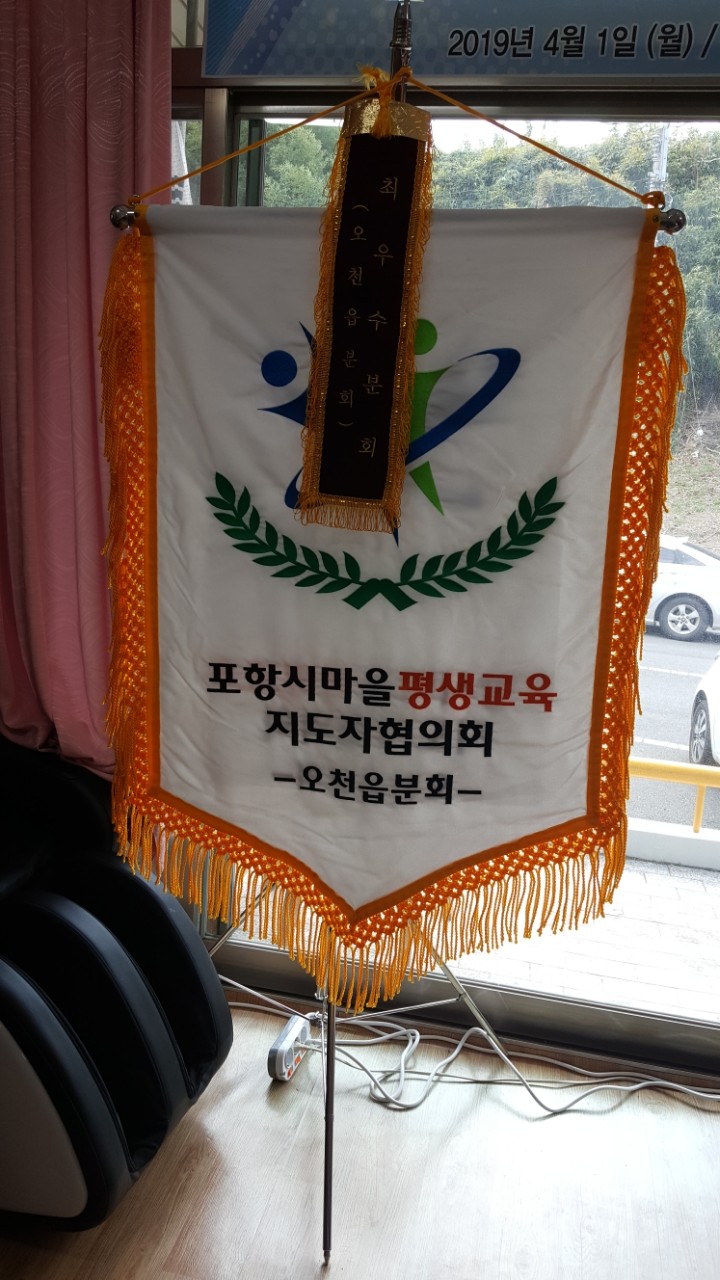 2019년 4월 1일 (월) /
최우수분회
(오천읍분회)
포항시마을평생교육
지도자협의회
-오천읍분회-